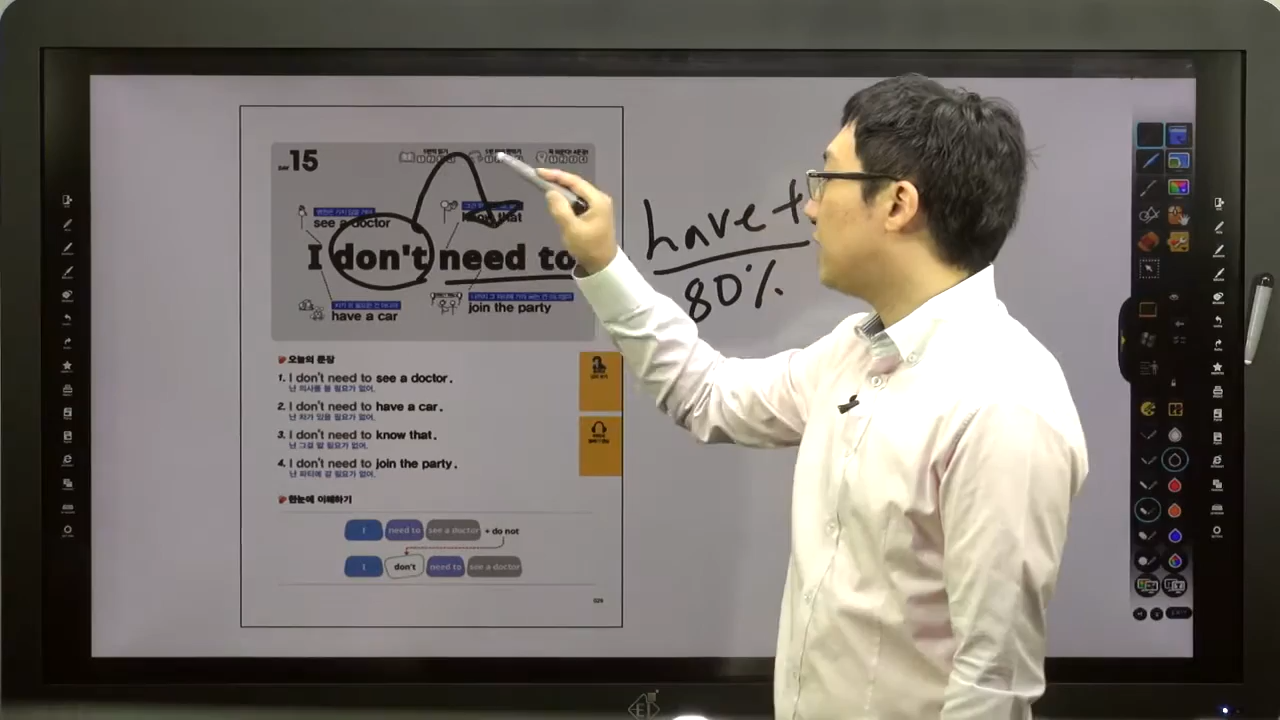 DAY 15
see a doctor
know that
I don't need to
have a car
join the party
오늘의 문장
1. I don't need to see a doctor.
난 의사를 볼 필요가 없어.
2. I don't need to have a car.
난 차가 있을 필요가 없어.
3. I don't need to know that.
난 그걸 알 필요가 없어.
4. I don't need to join the party.
난 파티에 갈 필요가 없어.
한눈에 이해하기
I need to see a doctor + do not
I don't need to see a doctor
029
have t
80%